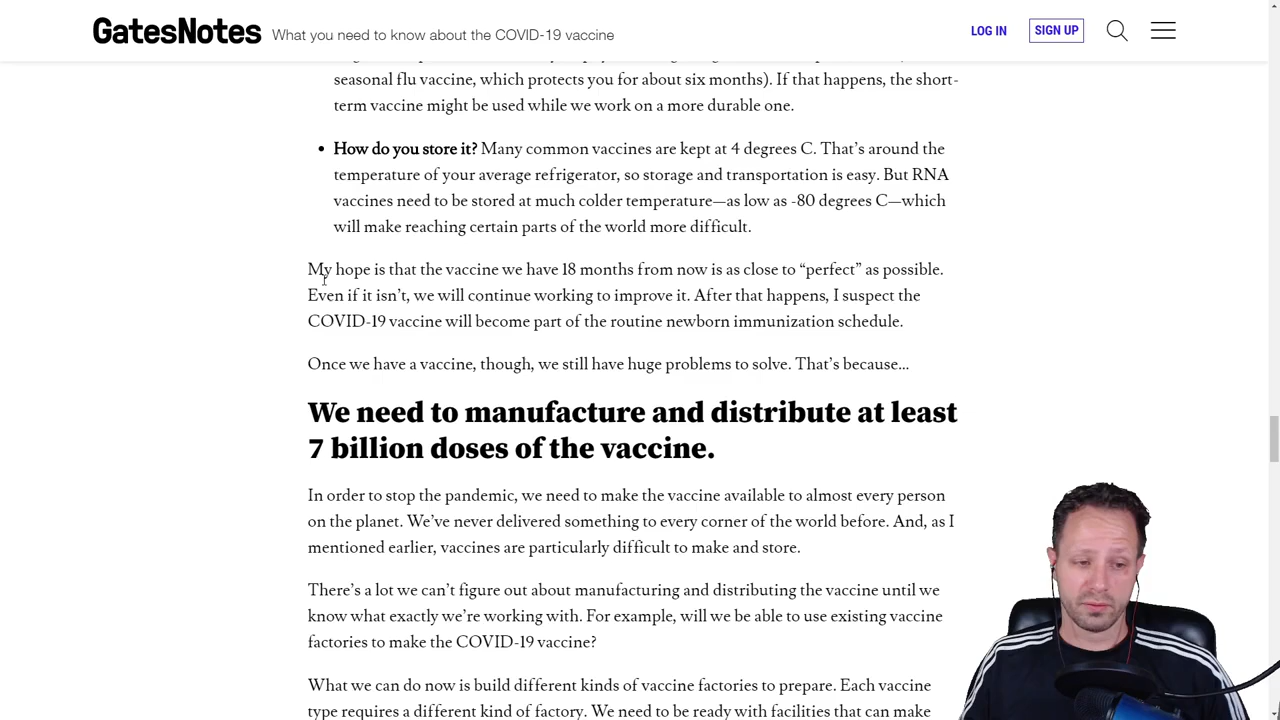 GatesNotes What you need to know about the COVID-19 vaccine LOG IN SIGN UP
seasonal flu vaccine, which protects you for about six months). If that happens, the short-
term vaccine might be used while we work on a more durable one.
• How do you store it? Many common vaccines are kept at 4 degrees C. That’s around the
temperature of your average refrigerator, so storage and transportation is easy. But RNA
vaccines need to be stored at much colder temperature—as low as -80 degrees C—which
will make reaching certain parts of the world more difficult.
My hope is that the vaccine we have 18 months from now is as close to “perfect” as possible.
Even if it isn’t, we will continue working to improve it. After that happens, I suspect the
COVID-19 vaccine will become part of the routine newborn immunization schedule.
Once we have a vaccine, though, we still have huge problems to solve. That’s because…
We need to manufacture and distribute at least
7 billion doses of the vaccine.
In order to stop the pandemic, we need to make the vaccine available to almost every person
on the planet. We’ve never delivered something to every corner of the world before. And, as I
mentioned earlier, vaccines are particularly difficult to make and store.
There’s a lot we can’t figure out about manufacturing and distributing the vaccine until we
know what exactly we’re working with. For example, will we be able to use existing vaccine
factories to make the COVID-19 vaccine?
What we can do now is build different kinds of vaccine factories to prepare. Each vaccine
type requires a different kind of factory. We need to be ready with facilities that can make